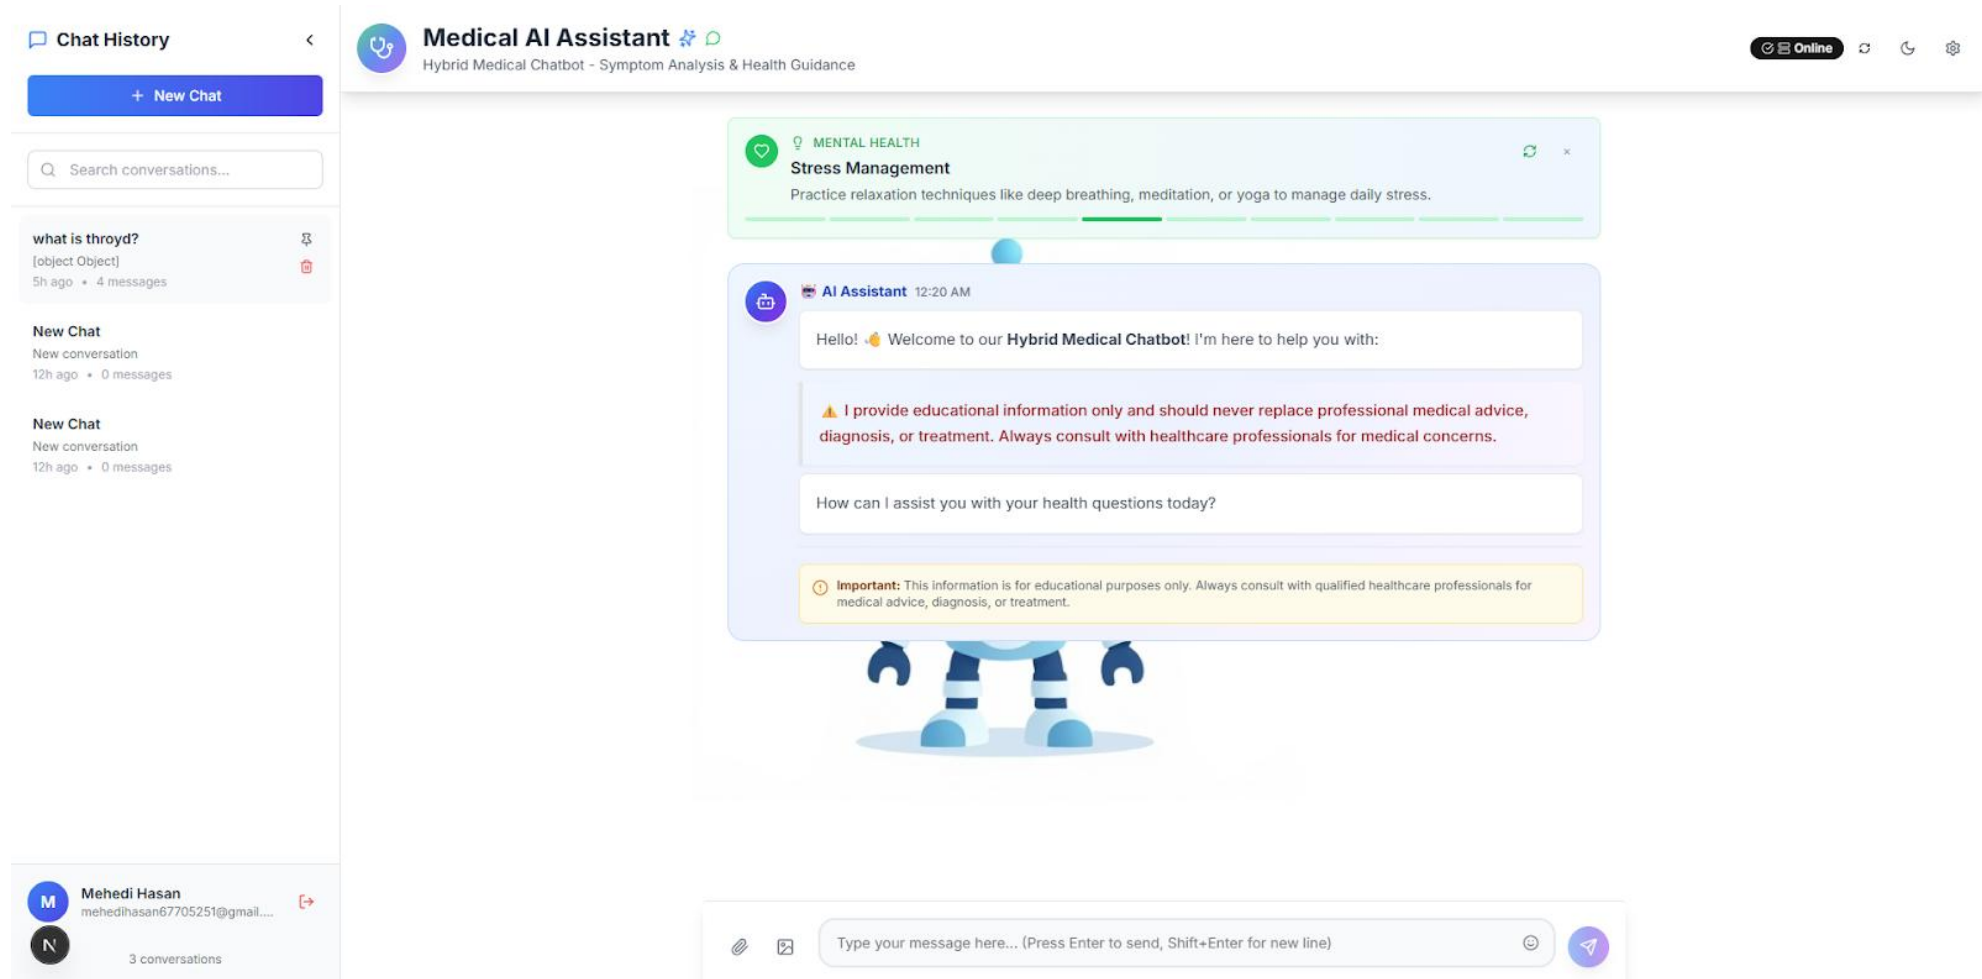 Chat History
+ New Chat
Search conversations...
what is throyd?
[object Object]
5h ago • 4 messages
New Chat
New conversation
12h ago • 0 messages
New Chat
New conversation
12h ago • 0 messages
M
Mehedi Hasan
mehedihasan67705251@gmail....
N
3 conversations
Medical AI Assistant
Hybrid Medical Chatbot - Symptom Analysis & Health Guidance
Online
MENTAL HEALTH
Stress Management
Practice relaxation techniques like deep breathing, meditation, or yoga to manage daily stress.
AI Assistant 12:20 AM
Hello! 👋 Welcome to our Hybrid Medical Chatbot! I'm here to help you with:
⚠️ I provide educational information only and should never replace professional medical advice,
diagnosis, or treatment. Always consult with healthcare professionals for medical concerns.
How can I assist you with your health questions today?
Important: This information is for educational purposes only. Always consult with qualified healthcare professionals for
medical advice, diagnosis, or treatment.
Type your message here... (Press Enter to send, Shift+Enter for new line)